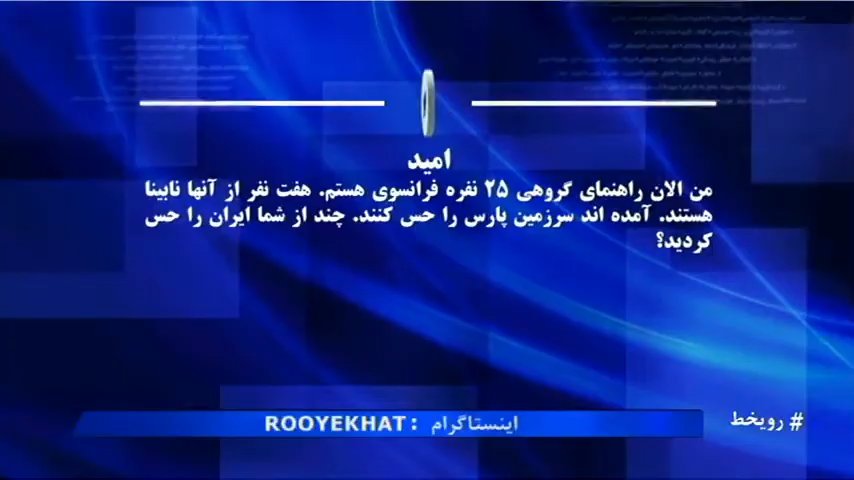 امید
من الان راهنمای گروهی ۲۵ نفره فرانسوی هستم. هفت نفر از آنها نابینا
هستند. آمده اند سرزمین پارس را حس کنند. چند از شما ایران را حس
کردید؟
# رویخط
اینستاگرام : ROOYEKHAT